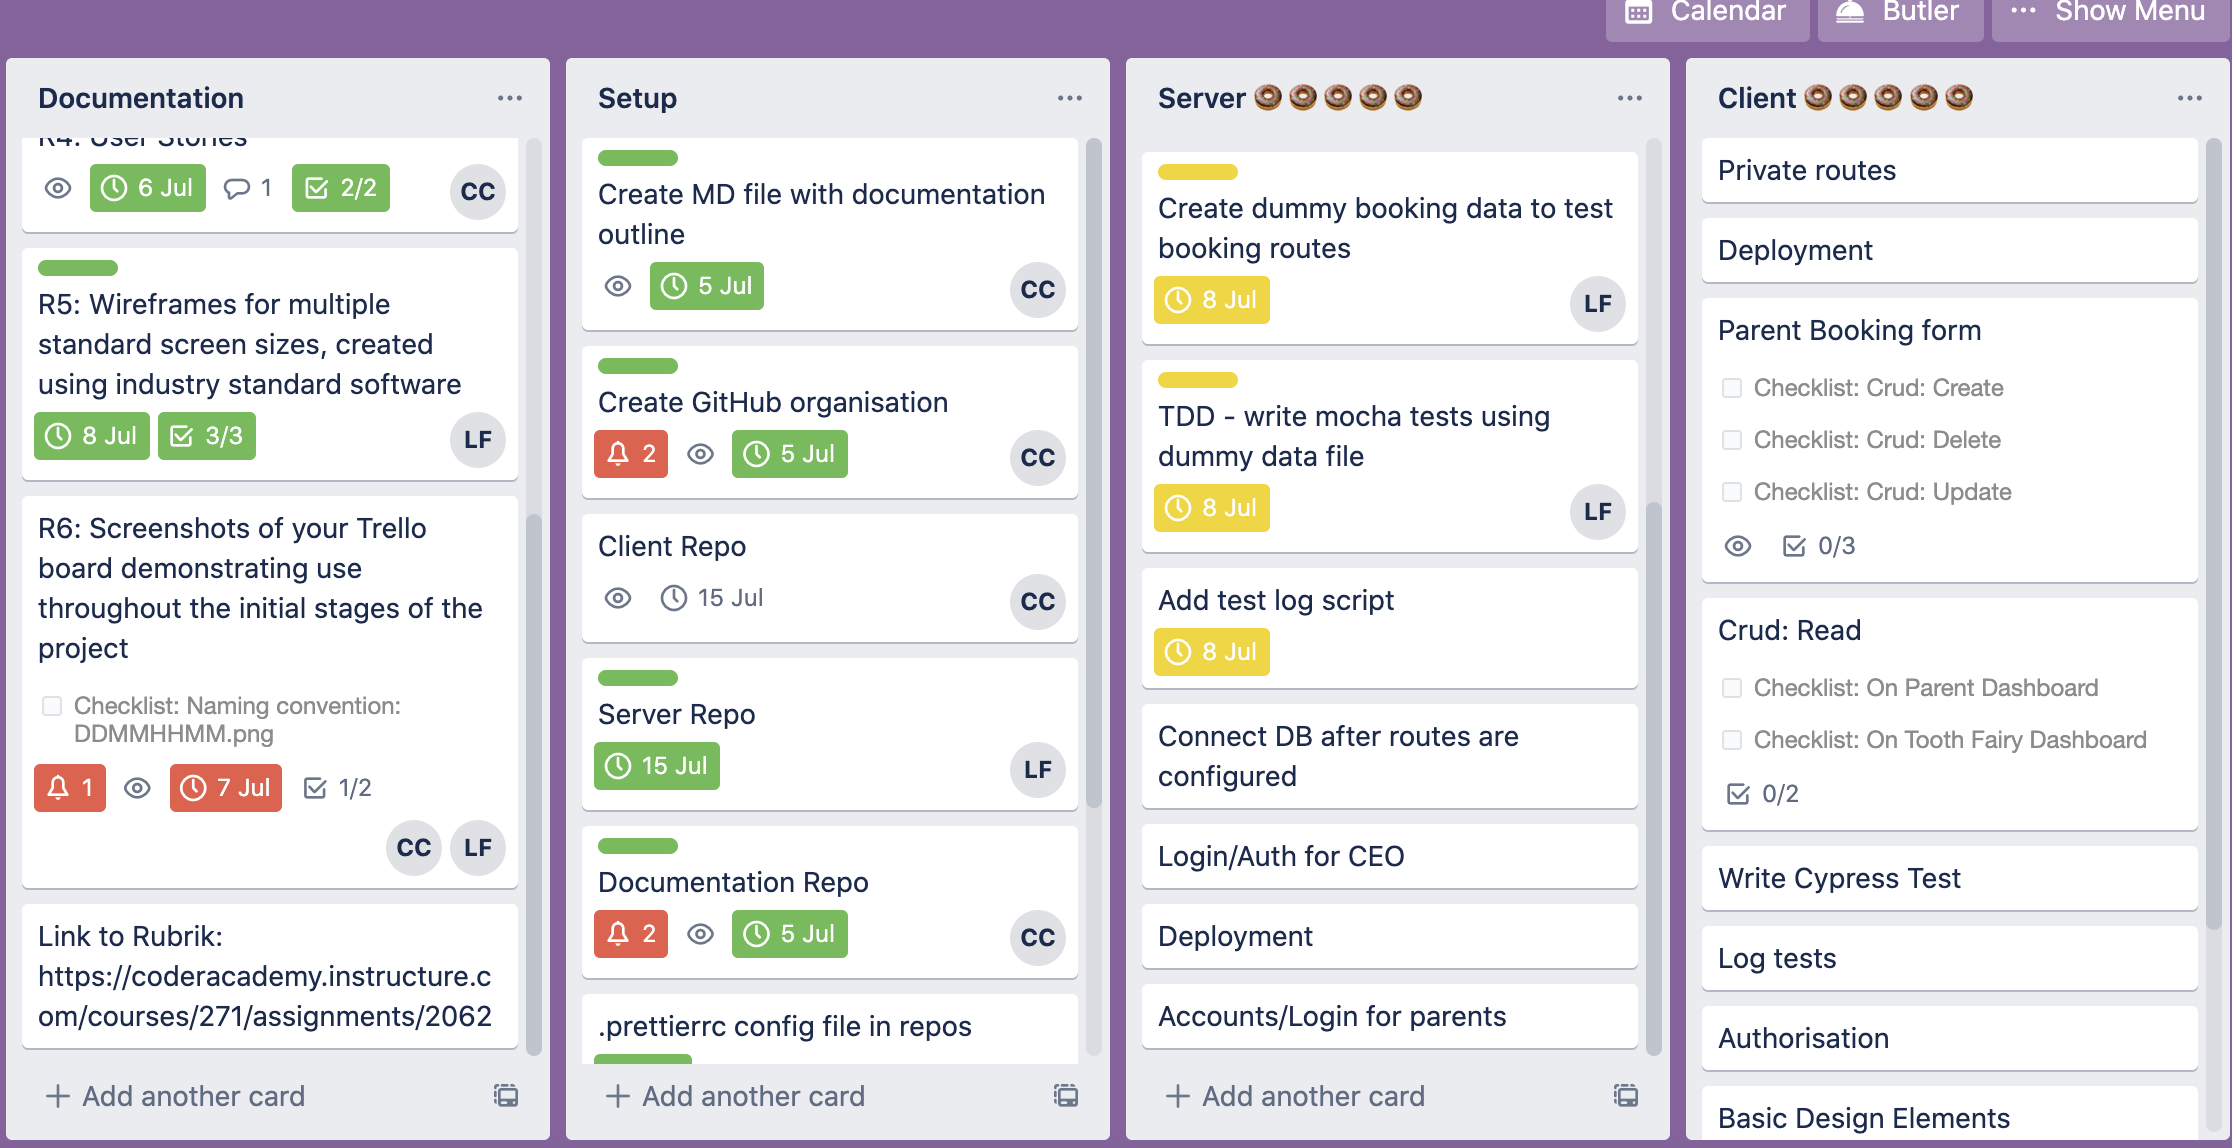 Calendar
Butler
Show Menu
Documentation
R4: User Stories
6 Jul
1
2/2
CC
R5: Wireframes for multiple
standard screen sizes, created
using industry standard software
8 Jul
3/3
LF
R6: Screenshots of your Trello
board demonstrating use
throughout the initial stages of the
project
Checklist: Naming convention:
DDMMHHMM.png
1
7 Jul
1/2
CC
LF
Link to Rubrik:
https://coderacademy.instructure.c
om/courses/271/assignments/2062
+ Add another card
Setup
Create MD file with documentation
outline
5 Jul
CC
Create GitHub organisation
2
5 Jul
CC
Client Repo
15 Jul
CC
Server Repo
15 Jul
LF
Documentation Repo
2
5 Jul
CC
.prettierrc config file in repos
+ Add another card
Server 🍩🍩🍩🍩🍩
Create dummy booking data to test
booking routes
8 Jul
LF
TDD - write mocha tests using
dummy data file
8 Jul
LF
Add test log script
8 Jul
Connect DB after routes are
configured
Login/Auth for CEO
Deployment
Accounts/Login for parents
+ Add another card
Client 🍩🍩🍩🍩🍩
Private routes
Deployment
Parent Booking form
Checklist: Crud: Create
Checklist: Crud: Delete
Checklist: Crud: Update
0/3
Crud: Read
Checklist: On Parent Dashboard
Checklist: On Tooth Fairy Dashboard
0/2
Write Cypress Test
Log tests
Authorisation
Basic Design Elements